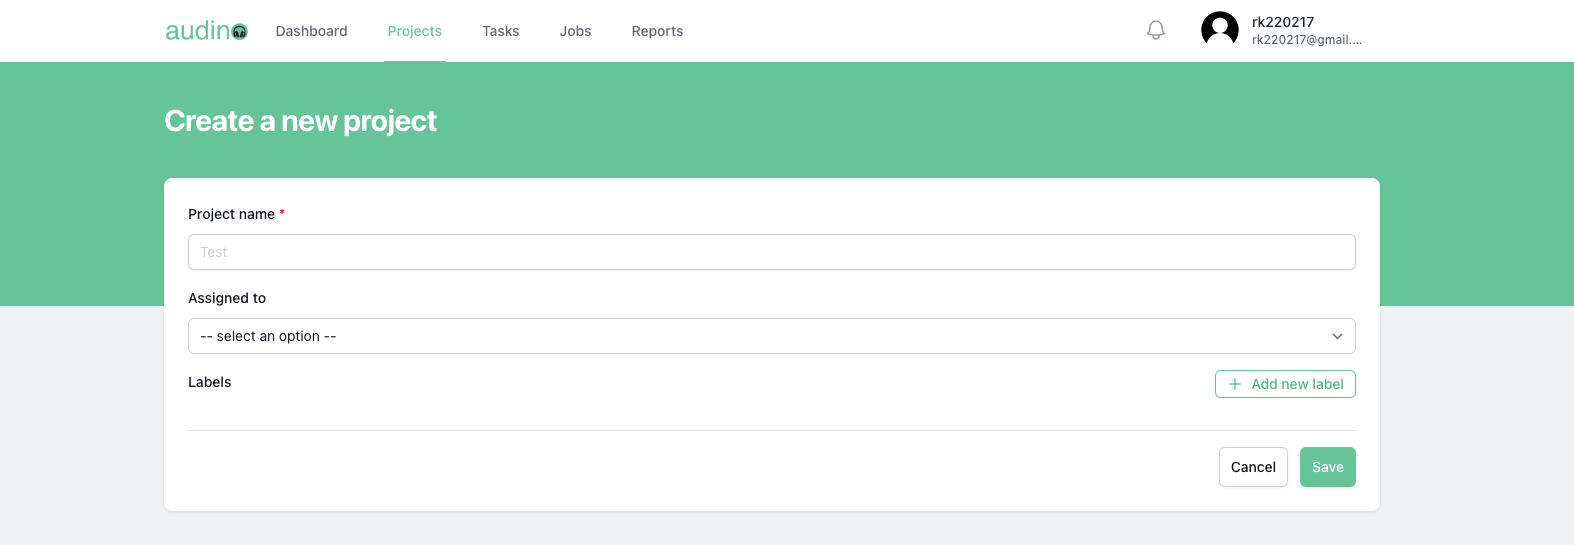 audino Dashboard Projects Tasks Jobs Reports rk220217
rk220217@gmail....
Create a new project
Project name *
Test
Assigned to
-- select an option --
Labels + Add new label
Cancel Save